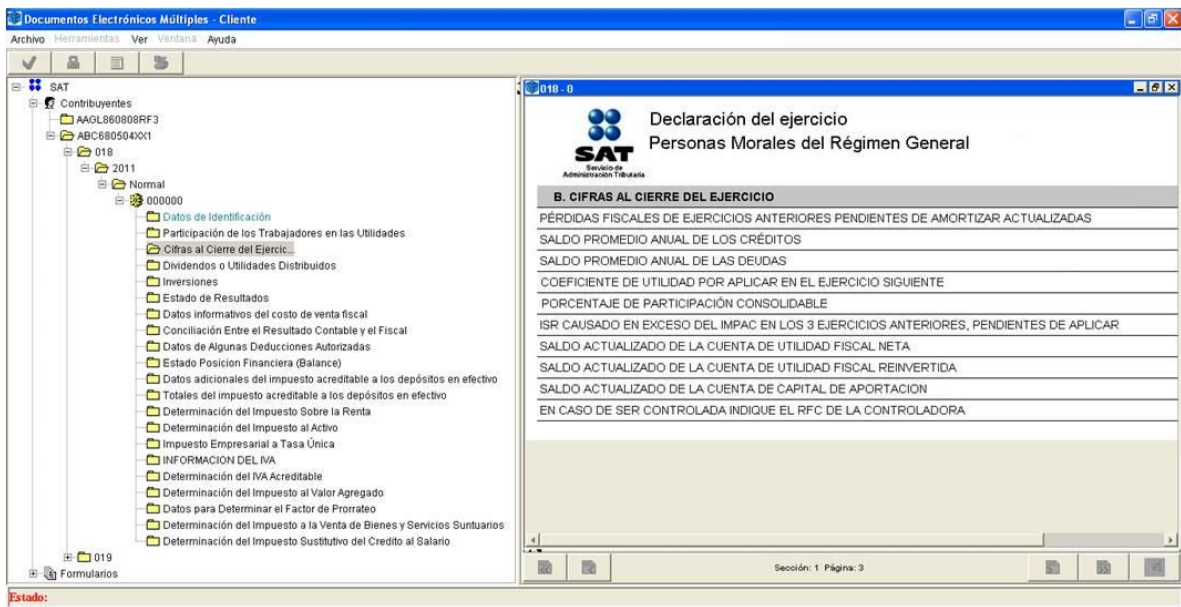 Documentos Electrónicos Múltiples - Cliente
Archivo Herramientas Ver Ventana Ayuda
SAT
Contribuyentes
AAGL860808RF3
ABC680504XX1
018
2011
Normal
000000
Datos de Identificación
Participación de los Trabajadores en las Utilidades
Cifras al Cierre del Ejercic...
Dividendos o Utilidades Distribuidos
Inversiones
Estado de Resultados
Datos informativos del costo de venta fiscal
Conciliación Entre el Resultado Contable y el Fiscal
Datos de Algunas Deducciones Autorizadas
Estado Posicion Financiera (Balance)
Datos adicionales del impuesto acreditable a los depósitos en efectivo
Totales del impuesto acreditable a los depósitos en efectivo
Determinación del Impuesto Sobre la Renta
Determinación del Impuesto al Activo
Impuesto Empresarial a Tasa Única
INFORMACION DEL IVA
Determinación del IVA Acreditable
Determinación del Impuesto al Valor Agregado
Datos para Determinar el Factor de Prorrateo
Determinación del Impuesto a la Venta de Bienes y Servicios Suntuarios
Determinación del Impuesto Sustitutivo del Credito al Salario
019
Formularios
018 - 0
SAT
Servicio de
Administración Tributaria
Declaración del ejercicio
Personas Morales del Régimen General
B. CIFRAS AL CIERRE DEL EJERCICIO
PÉRDIDAS FISCALES DE EJERCICIOS ANTERIORES PENDIENTES DE AMORTIZAR ACTUALIZADAS
SALDO PROMEDIO ANUAL DE LOS CRÉDITOS
SALDO PROMEDIO ANUAL DE LAS DEUDAS
COEFICIENTE DE UTILIDAD POR APLICAR EN EL EJERCICIO SIGUIENTE
PORCENTAJE DE PARTICIPACIÓN CONSOLIDABLE
ISR CAUSADO EN EXCESO DEL IMPAC EN LOS 3 EJERCICIOS ANTERIORES, PENDIENTES DE APLICAR
SALDO ACTUALIZADO DE LA CUENTA DE UTILIDAD FISCAL NETA
SALDO ACTUALIZADO DE LA CUENTA DE UTILIDAD FISCAL REINVERTIDA
SALDO ACTUALIZADO DE LA CUENTA DE CAPITAL DE APORTACION
EN CASO DE SER CONTROLADA INDIQUE EL RFC DE LA CONTROLADORA
Sección: 1 Página: 3
Estado: